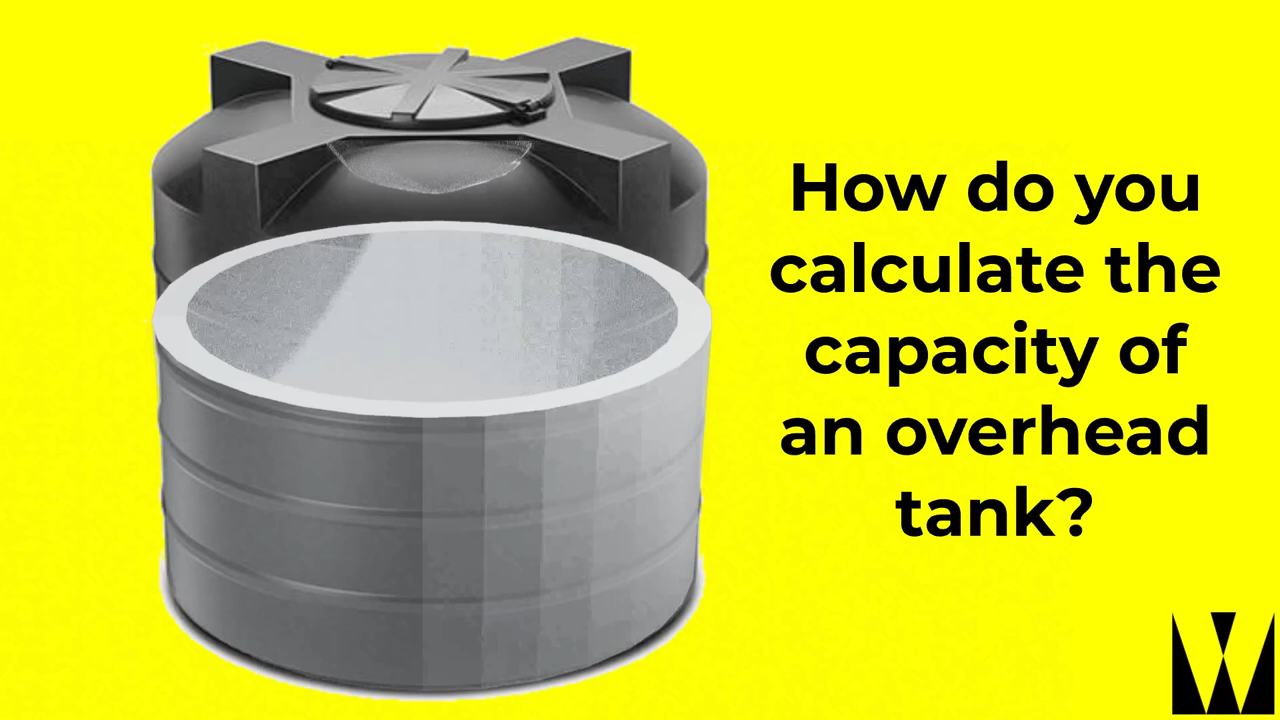 How do you
calculate the
capacity of
an overhead
tank?